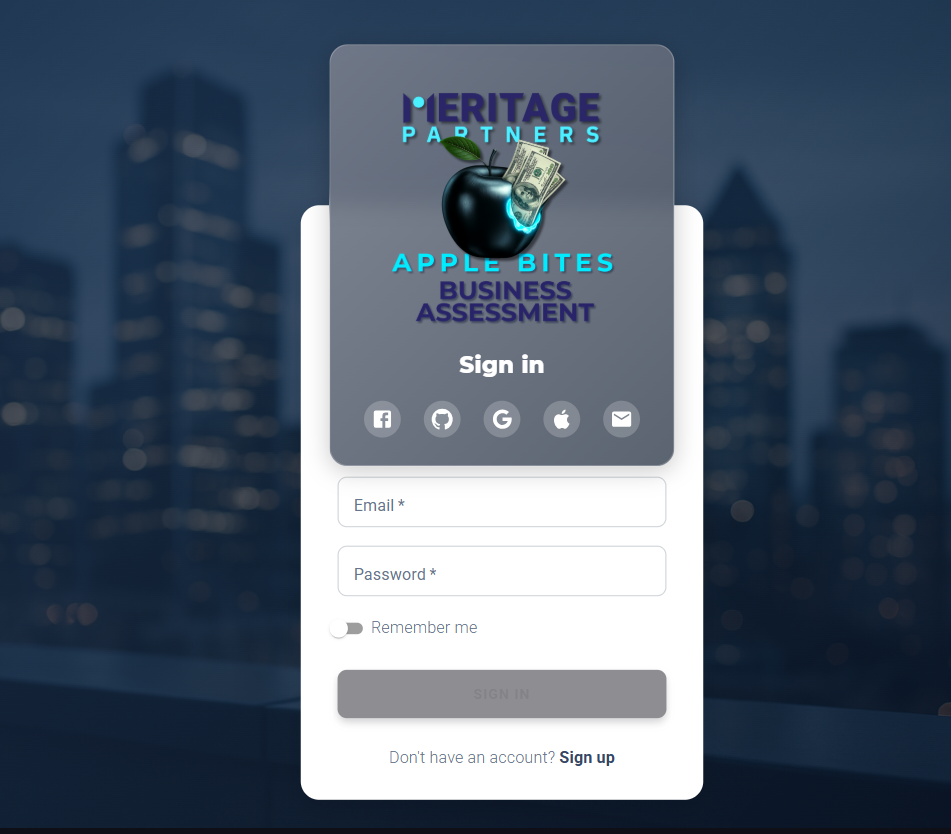 MERITAGE
PARTNERS
APPLE BITES
BUSINESS
ASSESSMENT
Sign in
Email *
Password *
Remember me
SIGN IN
Don't have an account? Sign up